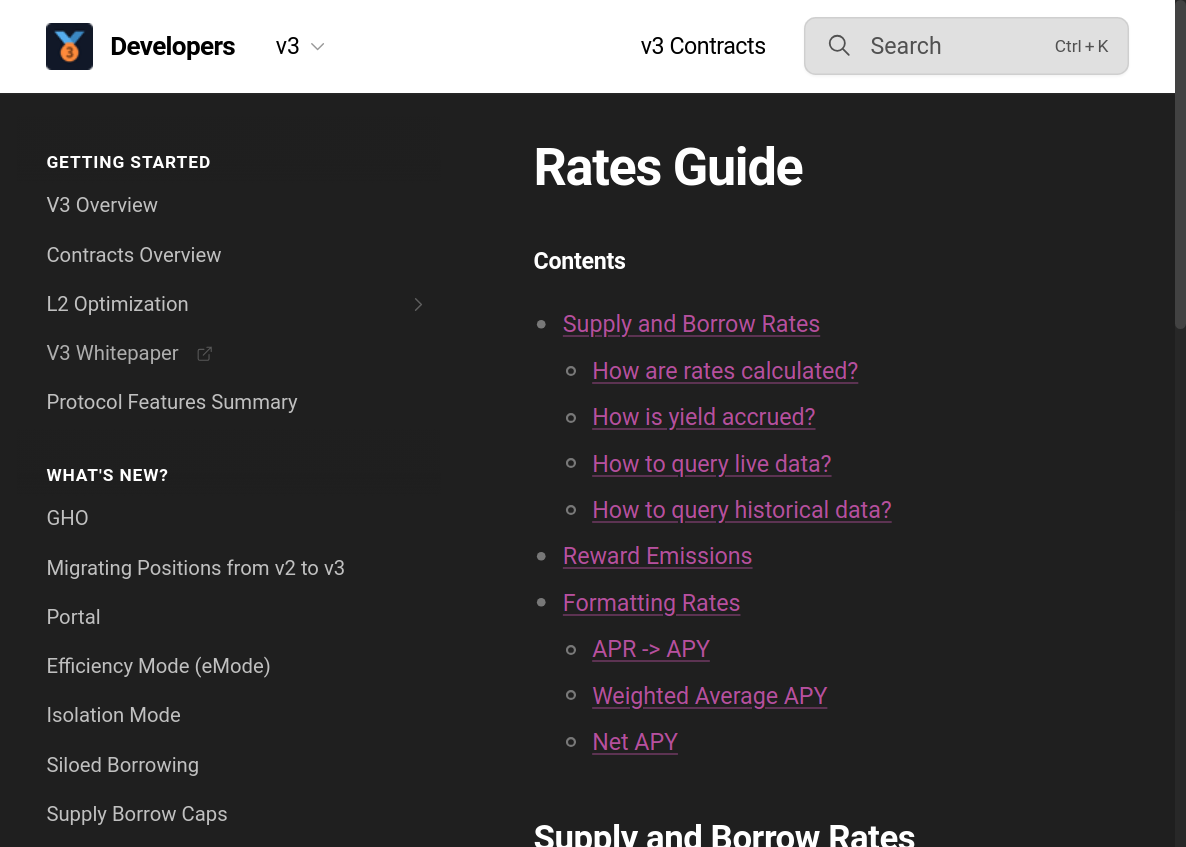 3 Developers v3 v3 Contracts Search Ctrl + K
GETTING STARTED
V3 Overview
Contracts Overview
L2 Optimization
V3 Whitepaper
Protocol Features Summary
WHAT'S NEW?
GHO
Migrating Positions from v2 to v3
Portal
Efficiency Mode (eMode)
Isolation Mode
Siloed Borrowing
Supply Borrow Caps
Rates Guide
Contents
Supply and Borrow Rates
How are rates calculated?
How is yield accrued?
How to query live data?
How to query historical data?
Reward Emissions
Formatting Rates
APR -> APY
Weighted Average APY
Net APY
Supply and Borrow Rates